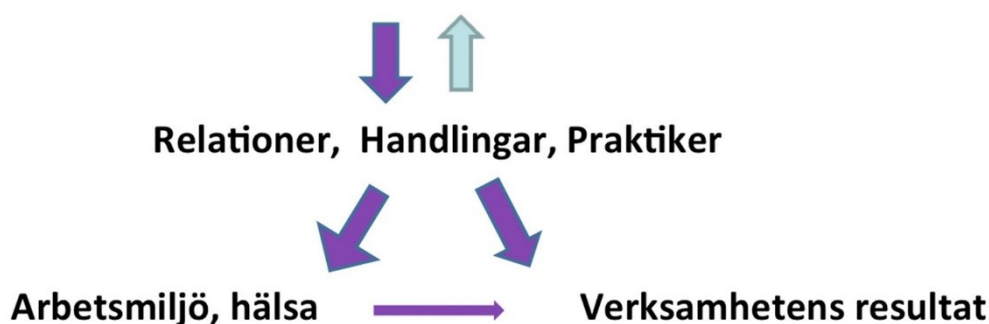 Relationer, Handlingar, Praktiker
Arbetsmiljö, hälsa
Verksamhetens resultat